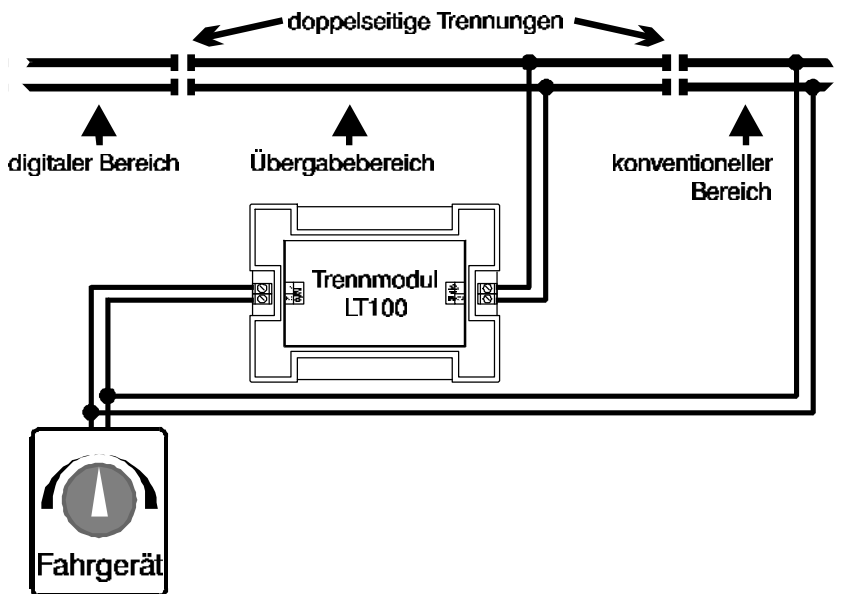 doppelseitige Trennungen
digitaler Bereich
Übergabebereich
konventioneller
Bereich
Trennmodul
LT100
Fahrgerät